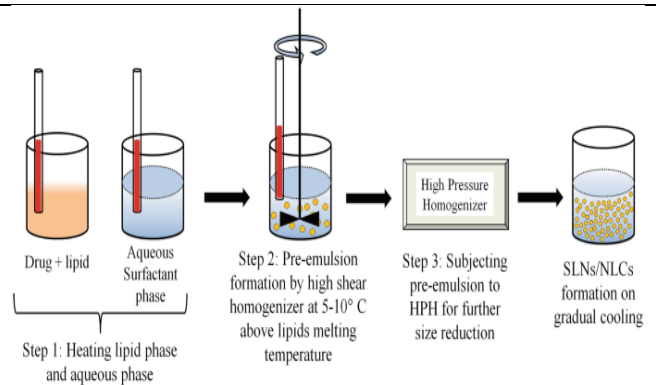 Drug + lipid
Aqueous
Surfactant
phase
Step 1: Heating lipid phase
and aqueous phase
Step 2: Pre-emulsion
formation by high shear
homogenizer at 5-10° C
above lipids melting
temperature
High Pressure
Homogenizer
Step 3: Subjecting
pre-emulsion to
HPH for further
size reduction
SLNs/NLCs
formation on
gradual cooling